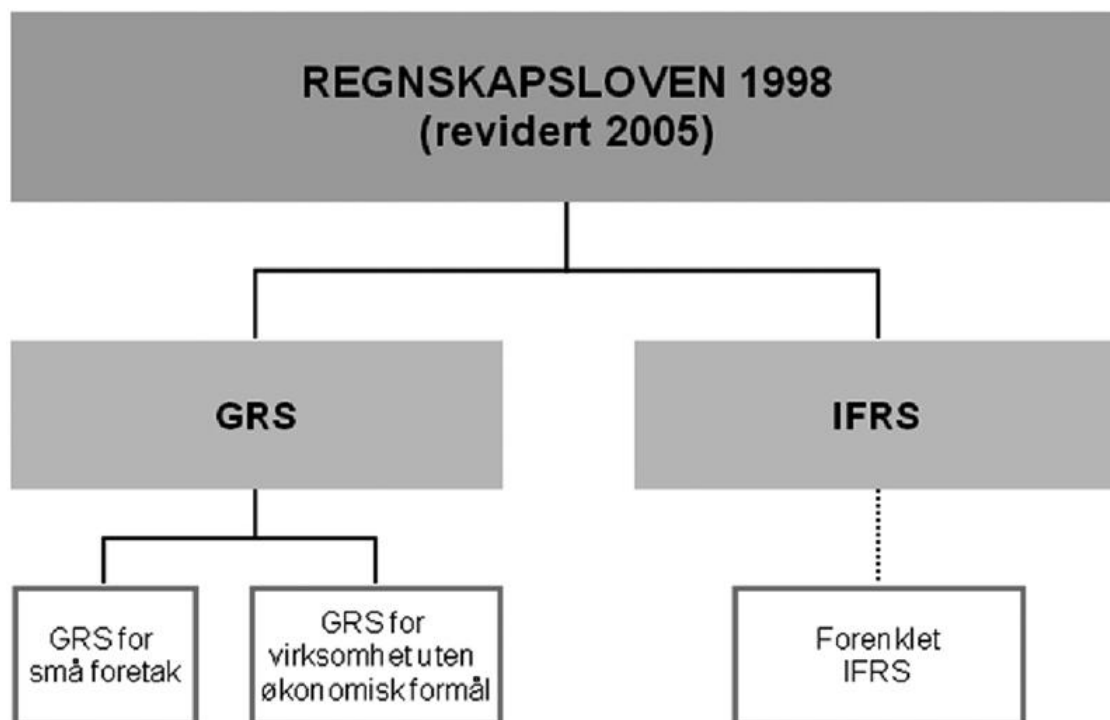 REGNSKAPSLOVEN 1998
(revidert 2005)
GRS
IFRS
GRS for
små foretak
GRS for
virksomhet uten
økonomisk formål
Forenklet
IFRS